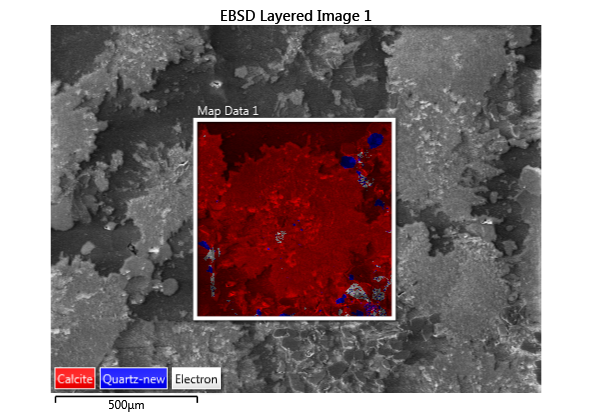 EBSD Layered Image 1
Map Data 1
Calcite Quartz-new Electron
500µm